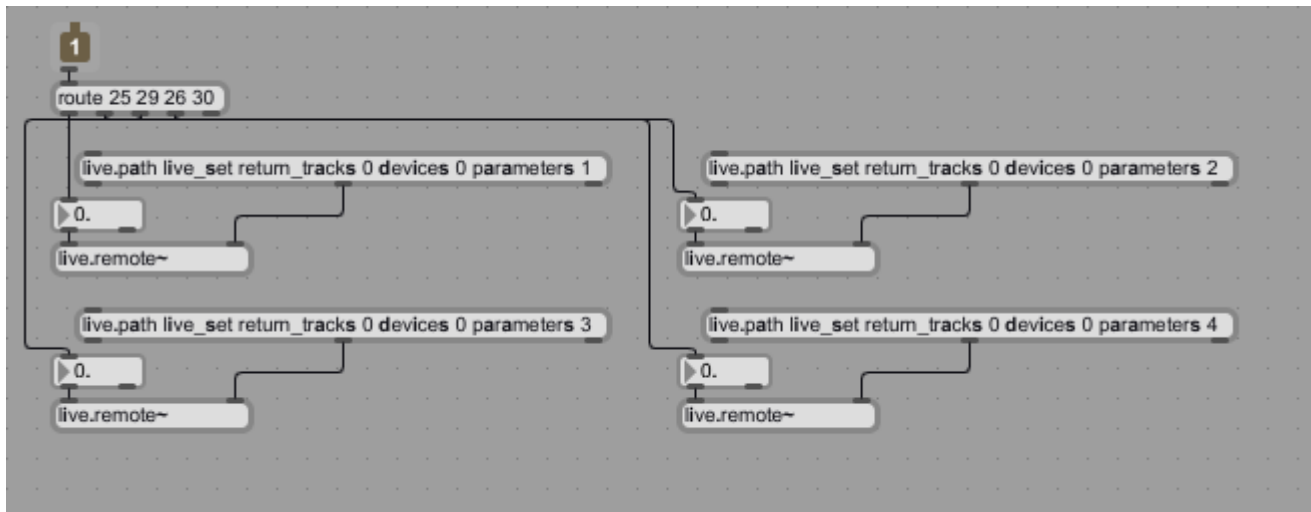 1
route 25 29 26 30
live.path live_set return_tracks 0 devices 0 parameters 1
live.path live_set return_tracks 0 devices 0 parameters 2
0.
0.
live.remote~
live.remote~
live.path live_set return_tracks 0 devices 0 parameters 3
live.path live_set return_tracks 0 devices 0 parameters 4
0.
0.
live.remote~
live.remote~